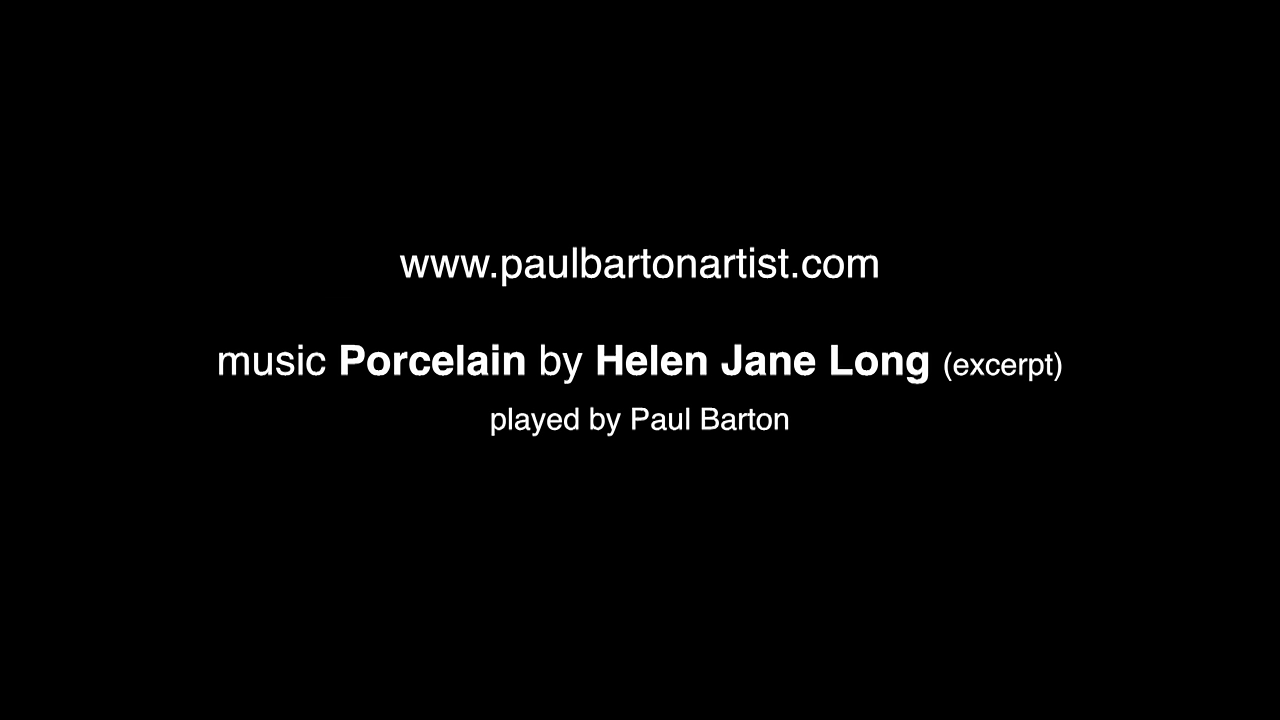 www.paulbartonartist.com
music Porcelain by Helen Jane Long (excerpt)
played by Paul Barton